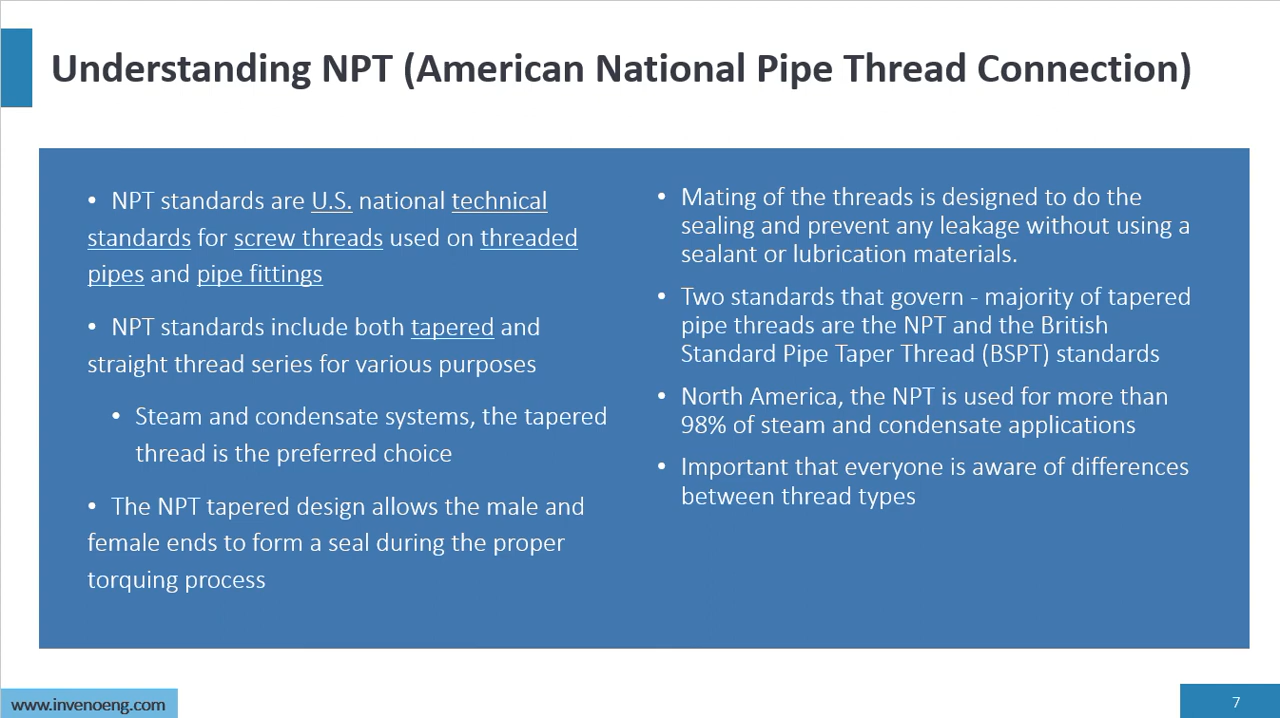 Understanding NPT (American National Pipe Thread Connection)
• NPT standards are U.S. national technical
standards for screw threads used on threaded
pipes and pipe fittings
• NPT standards include both tapered and
straight thread series for various purposes
• Steam and condensate systems, the tapered
thread is the preferred choice
• The NPT tapered design allows the male and
female ends to form a seal during the proper
torquing process
• Mating of the threads is designed to do the
sealing and prevent any leakage without using a
sealant or lubrication materials.
• Two standards that govern - majority of tapered
pipe threads are the NPT and the British
Standard Pipe Taper Thread (BSPT) standards
• North America, the NPT is used for more than
98% of steam and condensate applications
• Important that everyone is aware of differences
between thread types
www.invenoeng.com
7